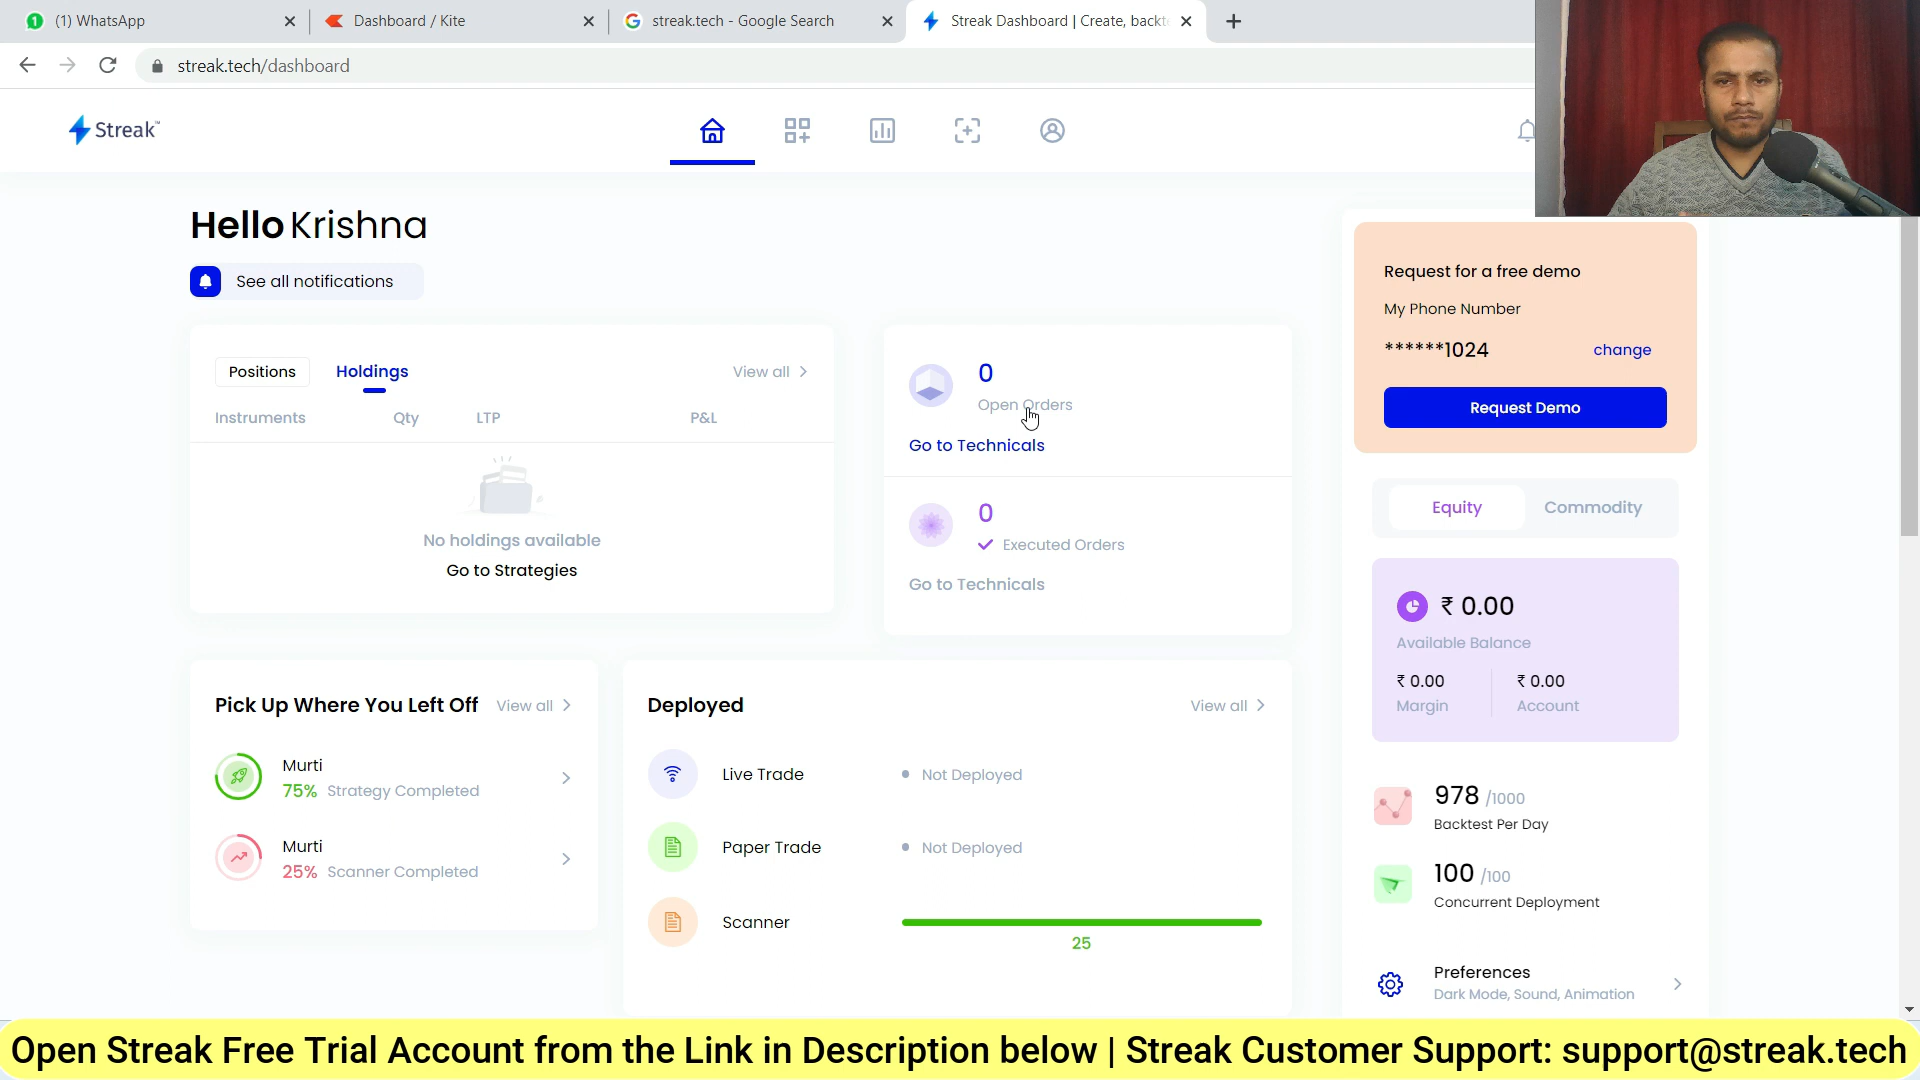 (1) WhatsApp
Dashboard / Kite
streak.tech - Google Search
Streak Dashboard | Create, backte
streak.tech/dashboard
Streak™
Hello Krishna
See all notifications
Positions
Holdings
View all
Instruments
Qty
LTP
P&L
No holdings available
Go to Strategies
0
Open Orders
Go to Technicals
0
Executed Orders
Go to Technicals
Request for a free demo
My Phone Number
******1024
change
Request Demo
Equity
Commodity
₹ 0.00
Available Balance
₹ 0.00
Margin
₹ 0.00
Account
978 /1000
Backtest Per Day
100 /100
Concurrent Deployment
Preferences
Dark Mode, Sound, Animation
Pick Up Where You Left Off
View all
Murti
75% Strategy Completed
Murti
25% Scanner Completed
Deployed
View all
Live Trade
Not Deployed
Paper Trade
Not Deployed
Scanner
25
Open Streak Free Trial Account from the Link in Description below | Streak Customer Support: support@streak.tech